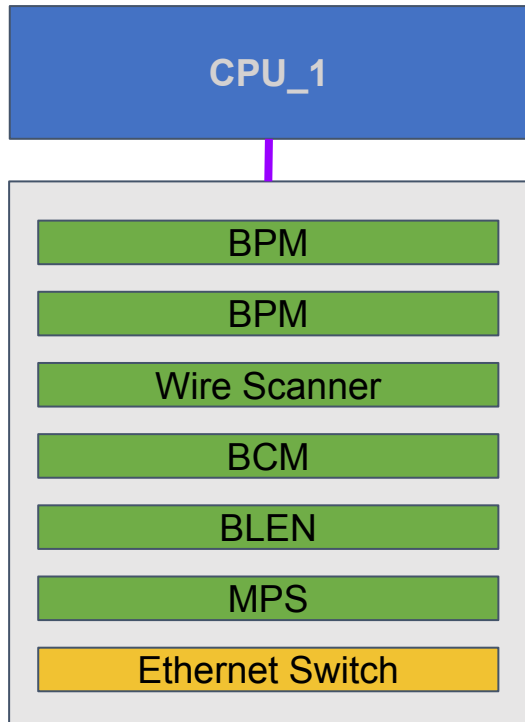 CPU_1
BPM
BPM
Wire Scanner
BCM
BLEN
MPS
Ethernet Switch